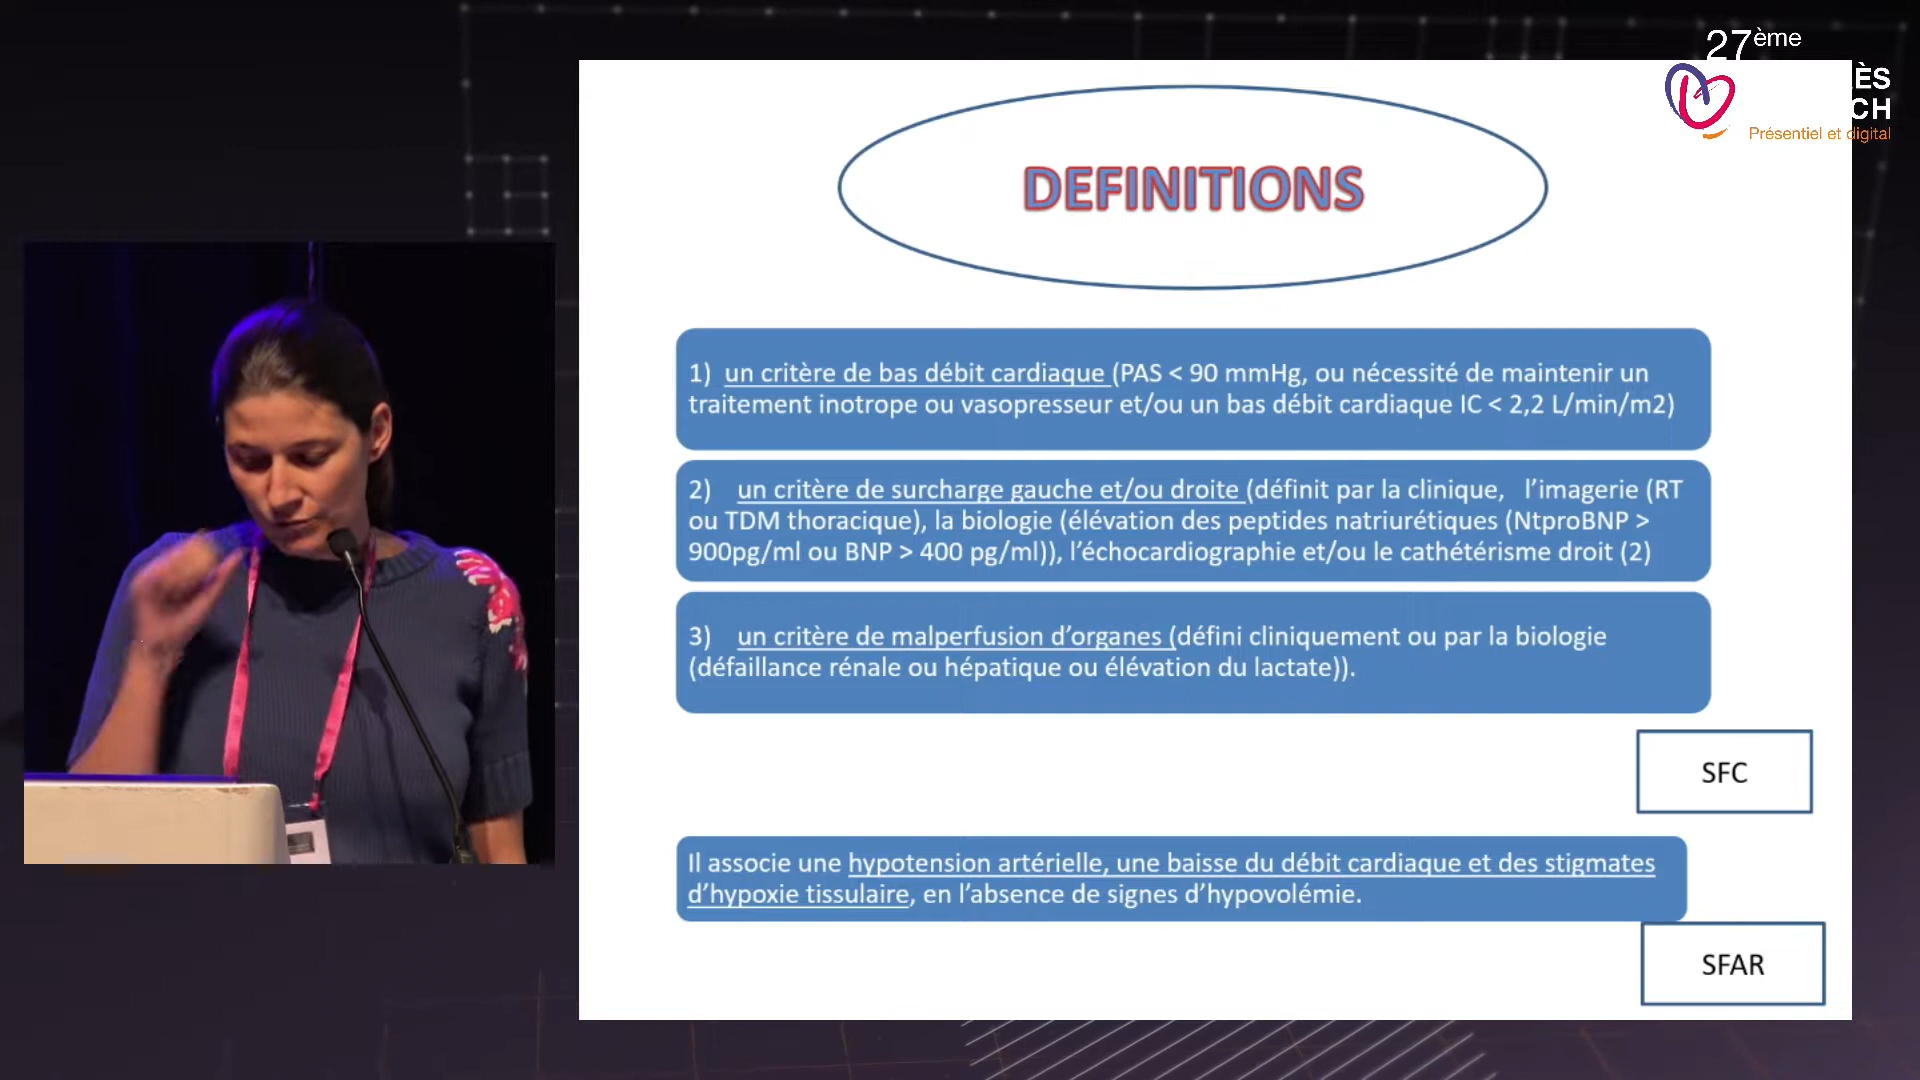 27ème
ÈS
CH
Présentiel et digital
DEFINITIONS
1) un critère de bas débit cardiaque (PAS < 90 mmHg, ou nécessité de maintenir un
traitement inotrope ou vasopresseur et/ou un bas débit cardiaque IC < 2,2 L/min/m2)
2) un critère de surcharge gauche et/ou droite (définit par la clinique, l’imagerie (RT
ou TDM thoracique), la biologie (élévation des peptides natriurétiques (NtproBNP >
900pg/ml ou BNP > 400 pg/ml)), l’échocardiographie et/ou le cathétérisme droit (2)
3) un critère de malperfusion d’organes (défini cliniquement ou par la biologie
(défaillance rénale ou hépatique ou élévation du lactate)).
SFC
Il associe une hypotension artérielle, une baisse du débit cardiaque et des stigmates
d’hypoxie tissulaire, en l’absence de signes d’hypovolémie.
SFAR